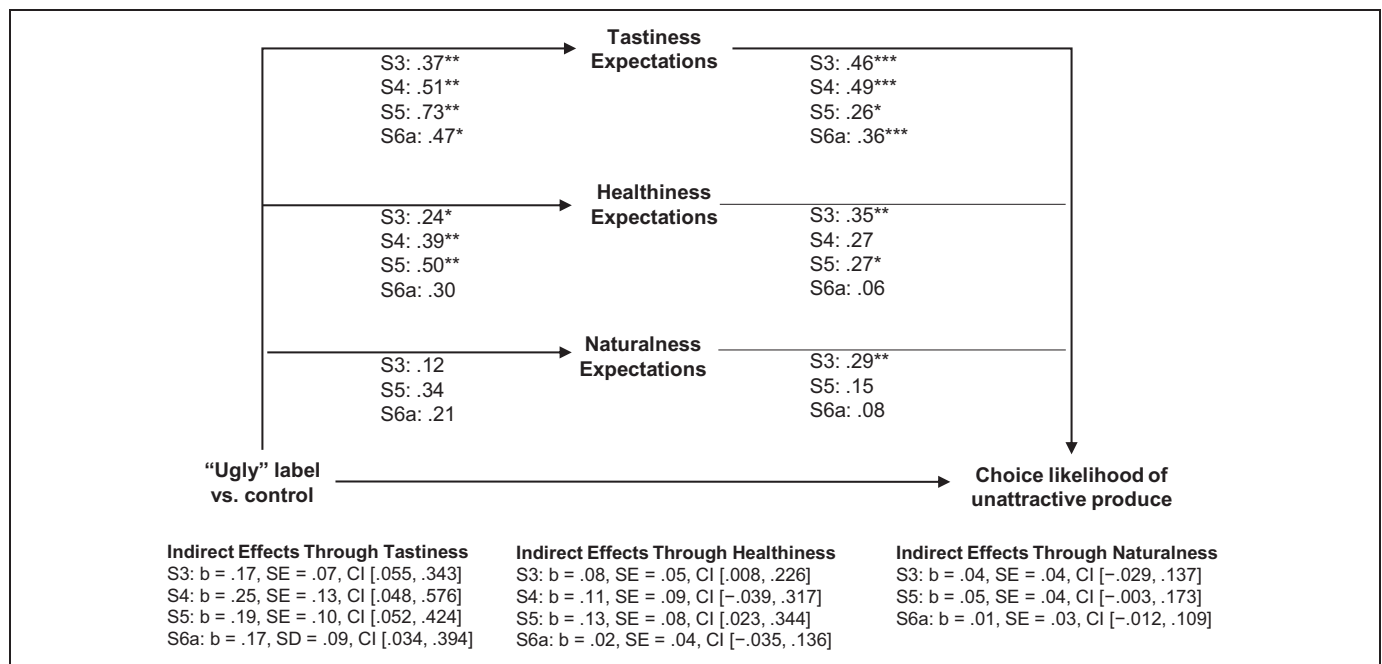 Tastiness
Expectations
S3: .37**
S4: .51**
S5: .73**
S6a: .47*
S3: .46***
S4: .49***
S5: .26*
S6a: .36***
Healthiness
Expectations
S3: .24*
S4: .39**
S5: .50**
S6a: .30
S3: .35**
S4: .27
S5: .27*
S6a: .06
Naturalness
Expectations
S3: .12
S5: .34
S6a: .21
S3: .29**
S5: .15
S6a: .08
“Ugly” label
vs. control
Choice likelihood of
unattractive produce
Indirect Effects Through Tastiness
S3: b = .17, SE = .07, CI [.055, .343]
S4: b = .25, SE = .13, CI [.048, .576]
S5: b = .19, SE = .10, CI [.052, .424]
S6a: b = .17, SD = .09, CI [.034, .394]
Indirect Effects Through Healthiness
S3: b = .08, SE = .05, CI [.008, .226]
S4: b = .11, SE = .09, CI [−.039, .317]
S5: b = .13, SE = .08, CI [.023, .344]
S6a: b = .02, SE = .04, CI [−.035, .136]
Indirect Effects Through Naturalness
S3: b = .04, SE = .04, CI [−.029, .137]
S5: b = .05, SE = .04, CI [−.003, .173]
S6a: b = .01, SE = .03, CI [−.012, .109]